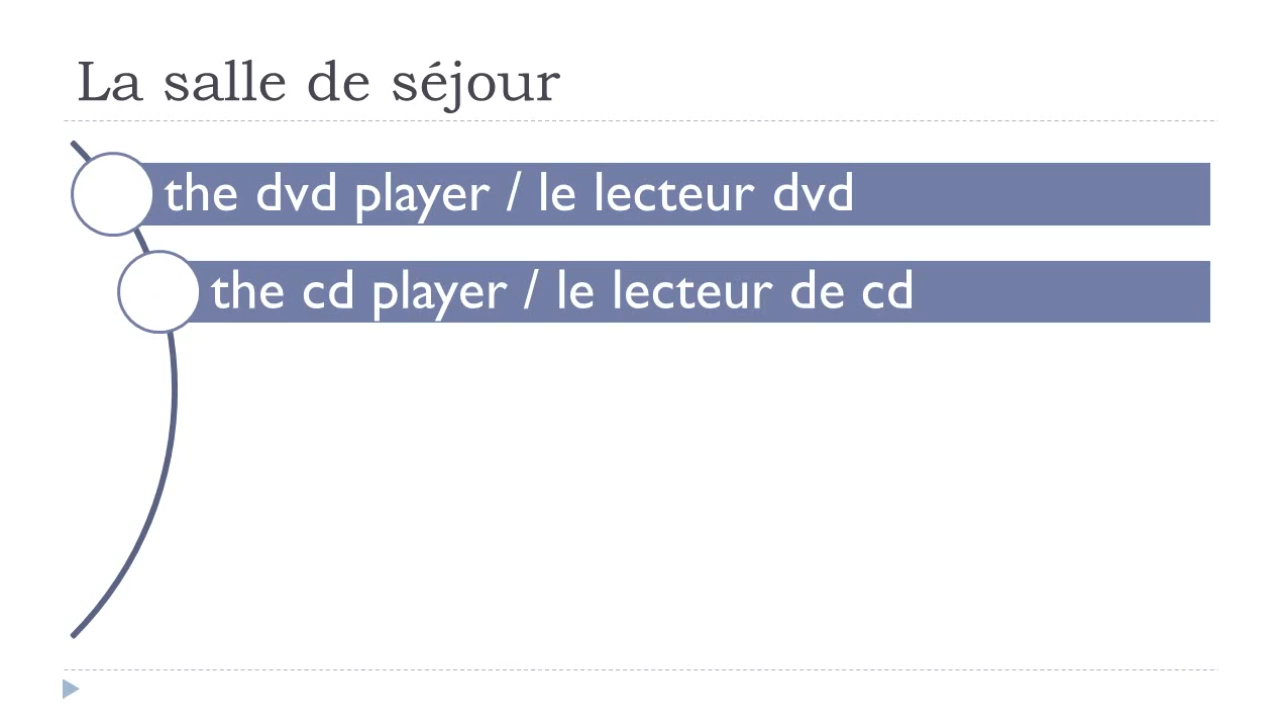 La salle de séjour
the dvd player / le lecteur dvd
the cd player / le lecteur de cd